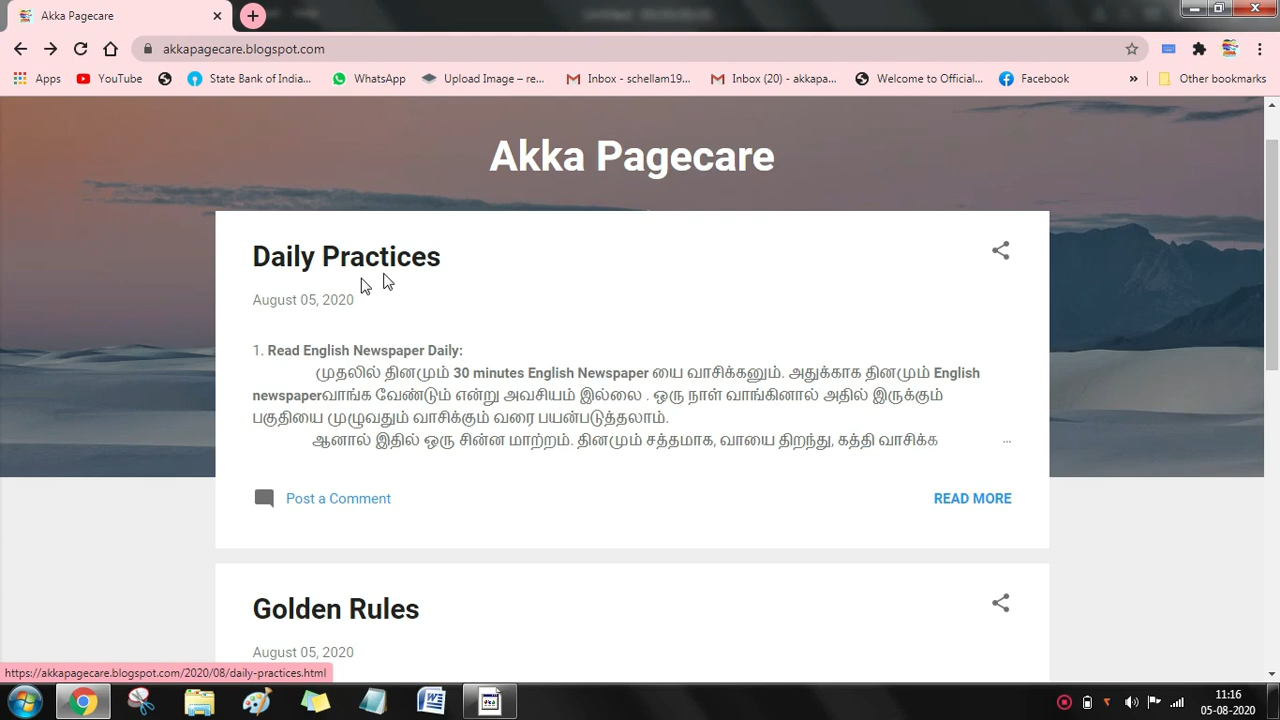 Akka Pagecare
akkapagecare.blogspot.com
Apps YouTube State Bank of India... WhatsApp Upload Image – re... Inbox - schellam19... Inbox (20) - akkapa... Welcome to Official... Facebook » Other bookmarks
Akka Pagecare
Daily Practices
August 05, 2020
1. Read English Newspaper Daily:
முதலில் தினமும் 30 minutes English Newspaper யை வாசிக்கனும். அதுக்காக தினமும் English
newspaperவாங்க வேண்டும் என்று அவசியம் இல்லை . ஒரு நாள் வாங்கினால் அதில் இருக்கும்
பகுதியை முழுவதும் வாசிக்கும் வரை பயன்படுத்தலாம்.
ஆனால் இதில் ஒரு சின்ன மாற்றம். தினமும் சத்தமாக, வாயை திறந்து, கத்தி வாசிக்க ...
Post a Comment READ MORE
Golden Rules
August 05, 2020
https://akkapagecare.blogspot.com/2020/08/daily-practices.html
11:16
05-08-2020